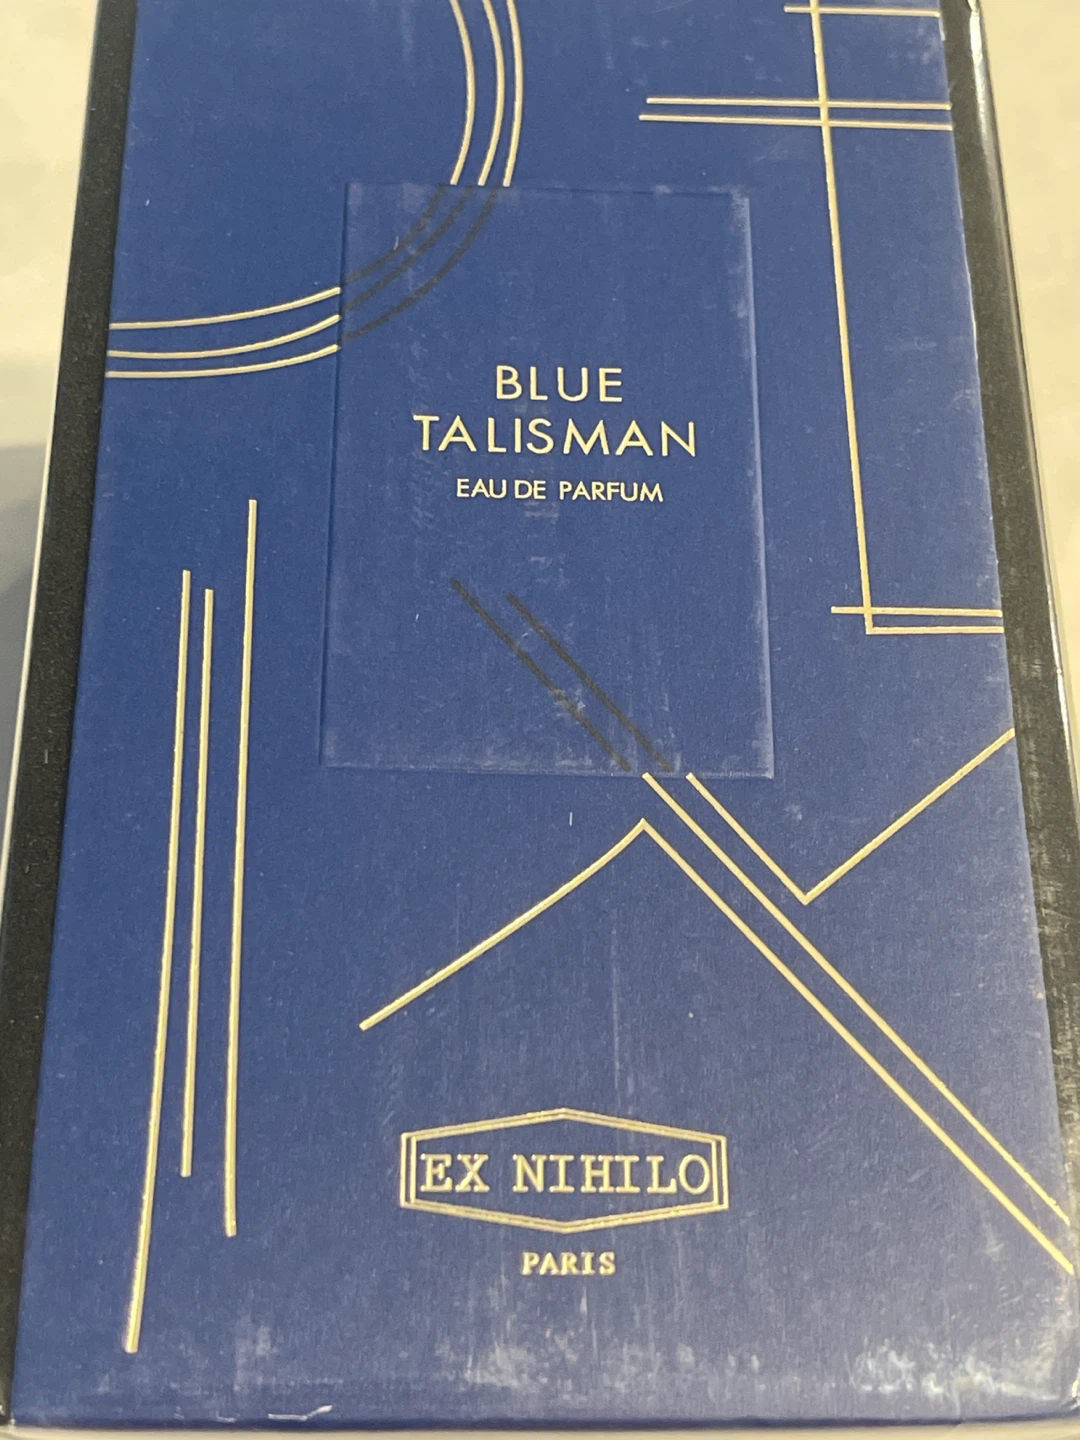 BLUE
TALISMAN
EAU DE PARFUM
EX NIHILO
PARIS